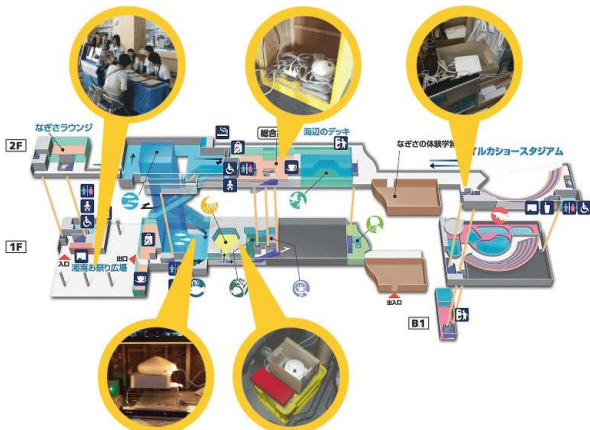 なぎさラウンジ
総合
海辺のデッキ
なぎさの体験学習
イルカショースタジアム
2F
1F
入口
出口
湘南お祭り広場
出入口
B1